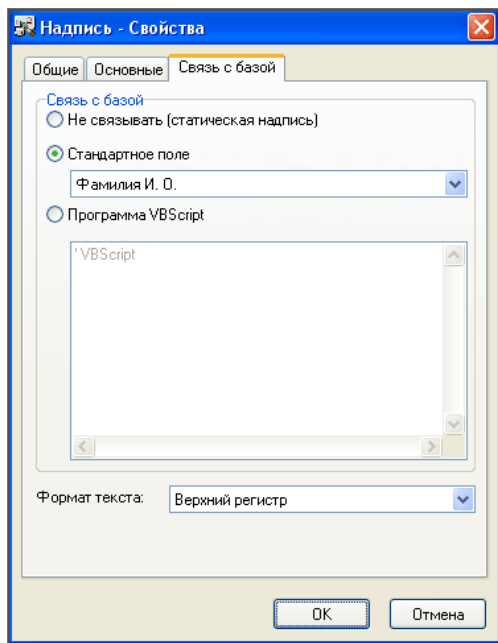 Надпись - Свойства
Общие Основные Связь с базой
Связь с базой
Не связывать (статическая надпись)
Стандартное поле
Фамилия И. О.
Программа VBScript
' VBScript
Формат текста: Верхний регистр
OK Отмена